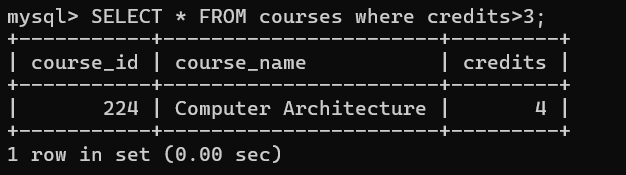 mysql> SELECT * FROM courses where credits>3;
+-----------+----------------------+---------+
| course_id | course_name          | credits |
+-----------+----------------------+---------+
|       224 | Computer Architecture |       4 |
+-----------+----------------------+---------+
1 row in set (0.00 sec)